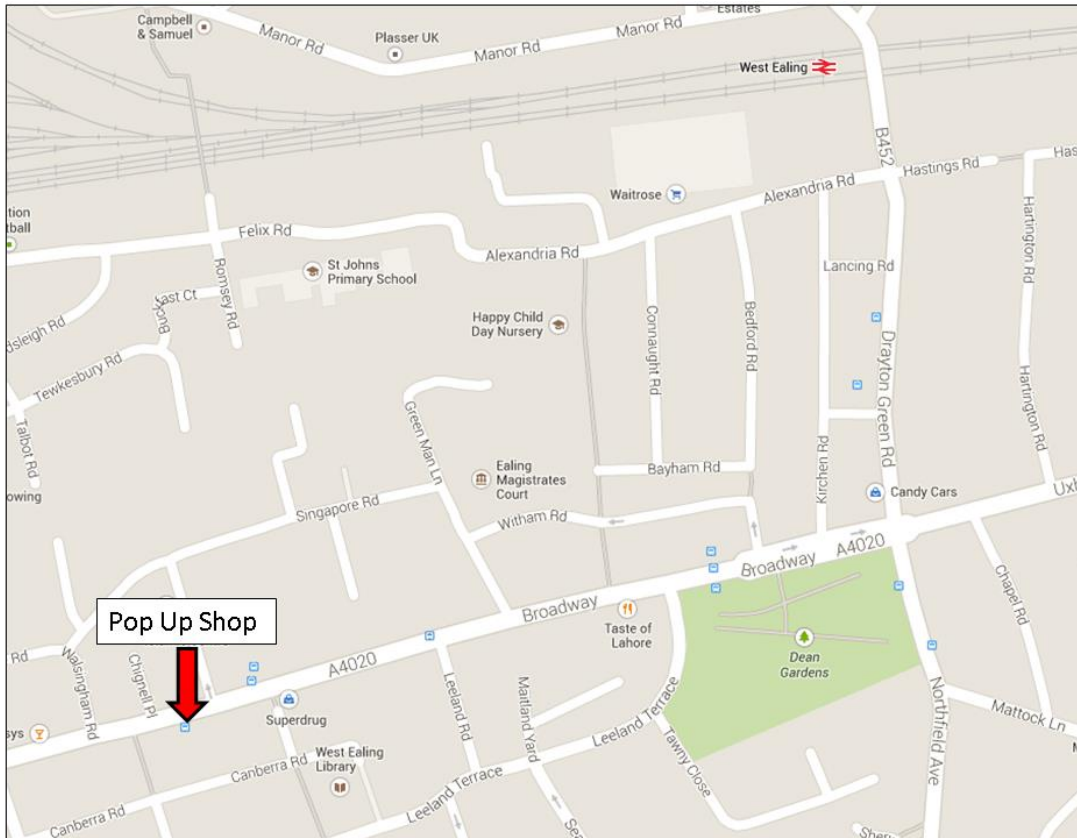 Campbell
& Samuel
Manor Rd
Plasser UK
Manor Rd
Manor Rd
Estates
West Ealing
B452
Hastings Rd
Has
Waitrose
Alexandria Rd
tion
tball
Felix Rd
Alexandria Rd
Hartington Rd
Lancing Rd
St Johns
Primary School
Romsey Rd
East Ct
Buck
dsleigh Rd
Happy Child
Day Nursery
Connaught Rd
Bedford Rd
Drayton Green Rd
Tewkesbury Rd
Talbot Rd
Green Man Ln
Hartington Rd
Kirchen Rd
Bayham Rd
Ealing
Magistrates
Court
Candy Cars
owing
Singapore Rd
Witham Rd
Uxb
Broadway
A4020
Chapel Rd
Broadway
Taste of
Lahore
Dean
Gardens
Pop Up Shop
Rd
Walsingham Rd
Chignell Pl
A4020
Superdrug
Leeland Rd
Maitland Yard
Leeland Terrace
Tawny Close
Northfield Ave
Mattock Ln
sys
West Ealing
Library
Canberra Rd
Leeland Terrace
Canberra Rd
Sea
Sher
M